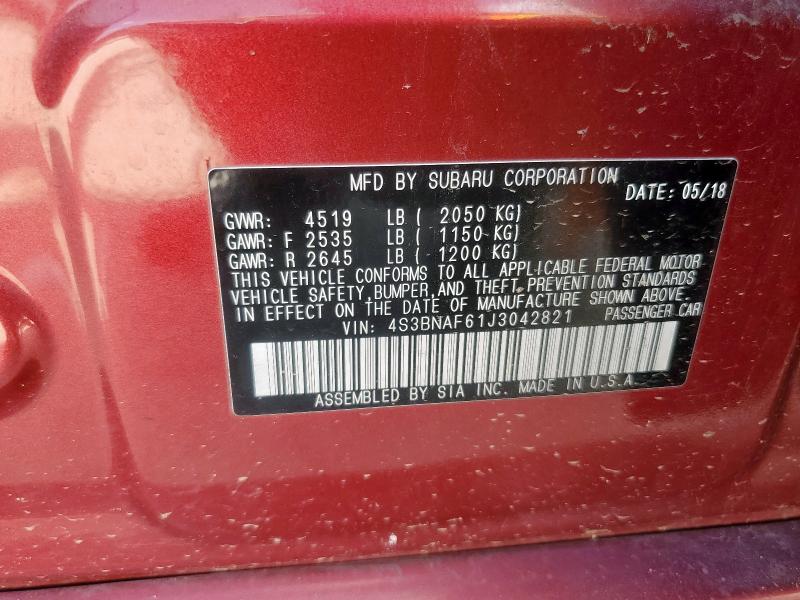 MFD BY SUBARU CORPORATION
DATE: 05/18
GVWR: 4519 LB ( 2050 KG)
GAWR: F 2535 LB ( 1150 KG)
GAWR: R 2645 LB ( 1200 KG)
THIS VEHICLE CONFORMS TO ALL APPLICABLE FEDERAL MOTOR
VEHICLE SAFETY, BUMPER, AND THEFT PREVENTION STANDARDS
IN EFFECT ON THE DATE OF MANUFACTURE SHOWN ABOVE.
VIN: 4S3BNAF61J3042821 PASSENGER CAR
ASSEMBLED BY SIA INC. MADE IN U.S.A